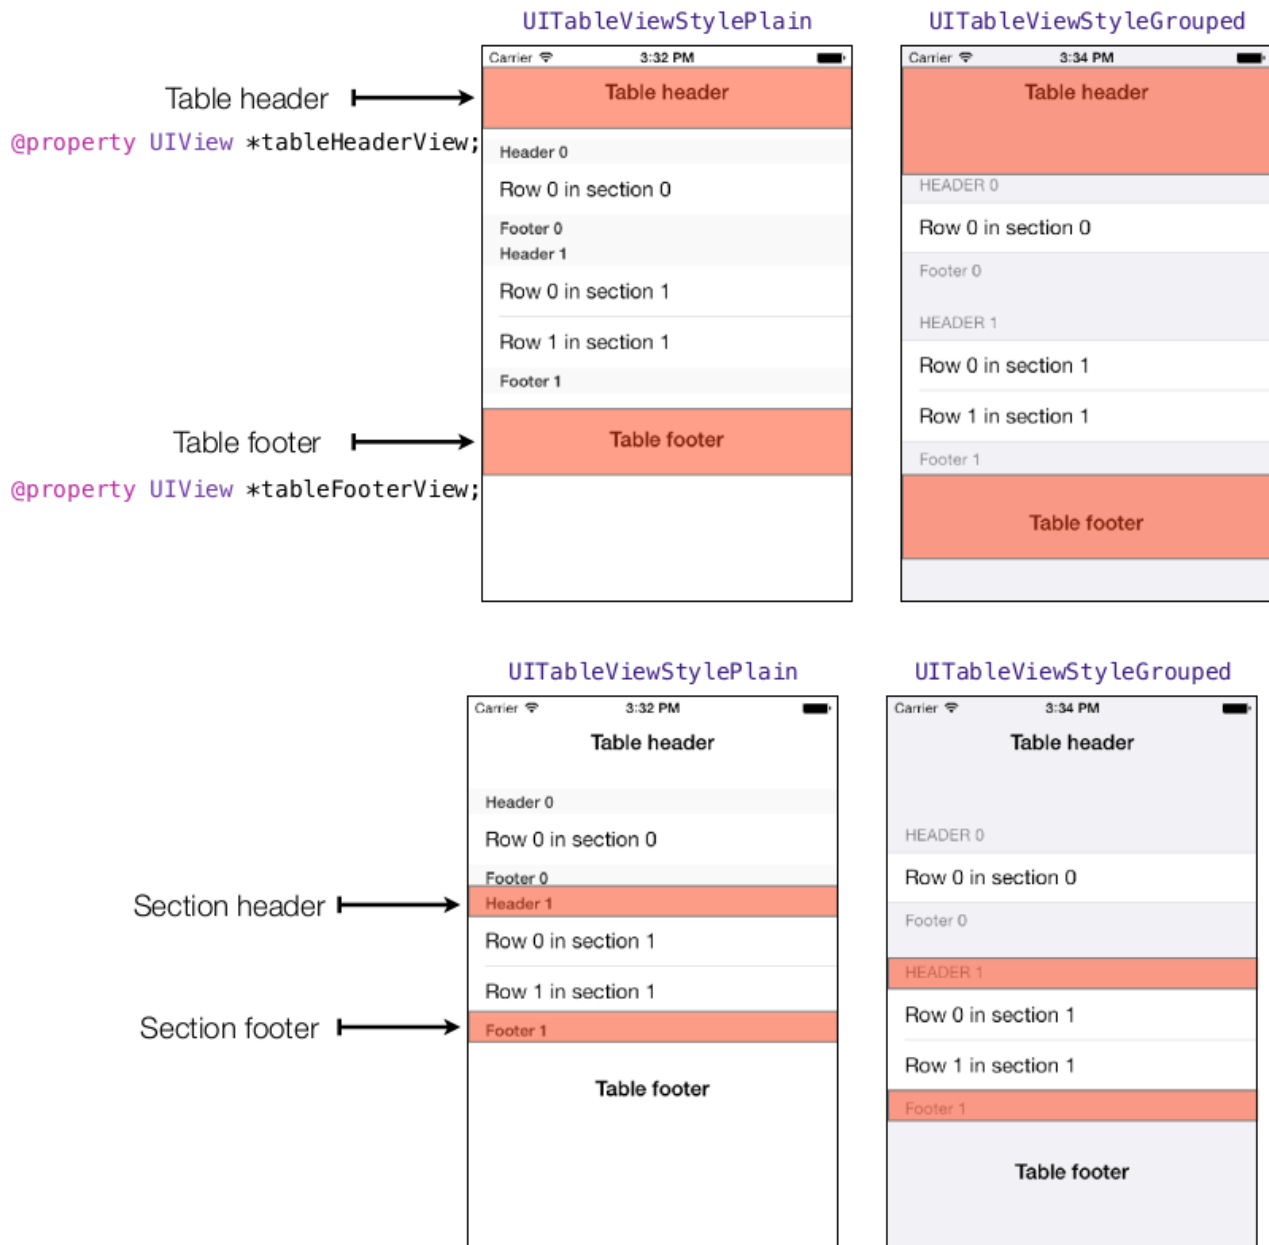 UITableViewStylePlain
UITableViewStyleGrouped
Table header
@property UIView *tableHeaderView;
Table footer
@property UIView *tableFooterView;
Carrier 3:32 PM
Table header
Header 0
Row 0 in section 0
Footer 0
Header 1
Row 0 in section 1
Row 1 in section 1
Footer 1
Table footer
Carrier 3:34 PM
Table header
HEADER 0
Row 0 in section 0
Footer 0
HEADER 1
Row 0 in section 1
Row 1 in section 1
Footer 1
Table footer
UITableViewStylePlain
UITableViewStyleGrouped
Section header
Section footer
Carrier 3:32 PM
Table header
Header 0
Row 0 in section 0
Footer 0
Header 1
Row 0 in section 1
Row 1 in section 1
Footer 1
Table footer
Carrier 3:34 PM
Table header
HEADER 0
Row 0 in section 0
Footer 0
HEADER 1
Row 0 in section 1
Row 1 in section 1
Footer 1
Table footer